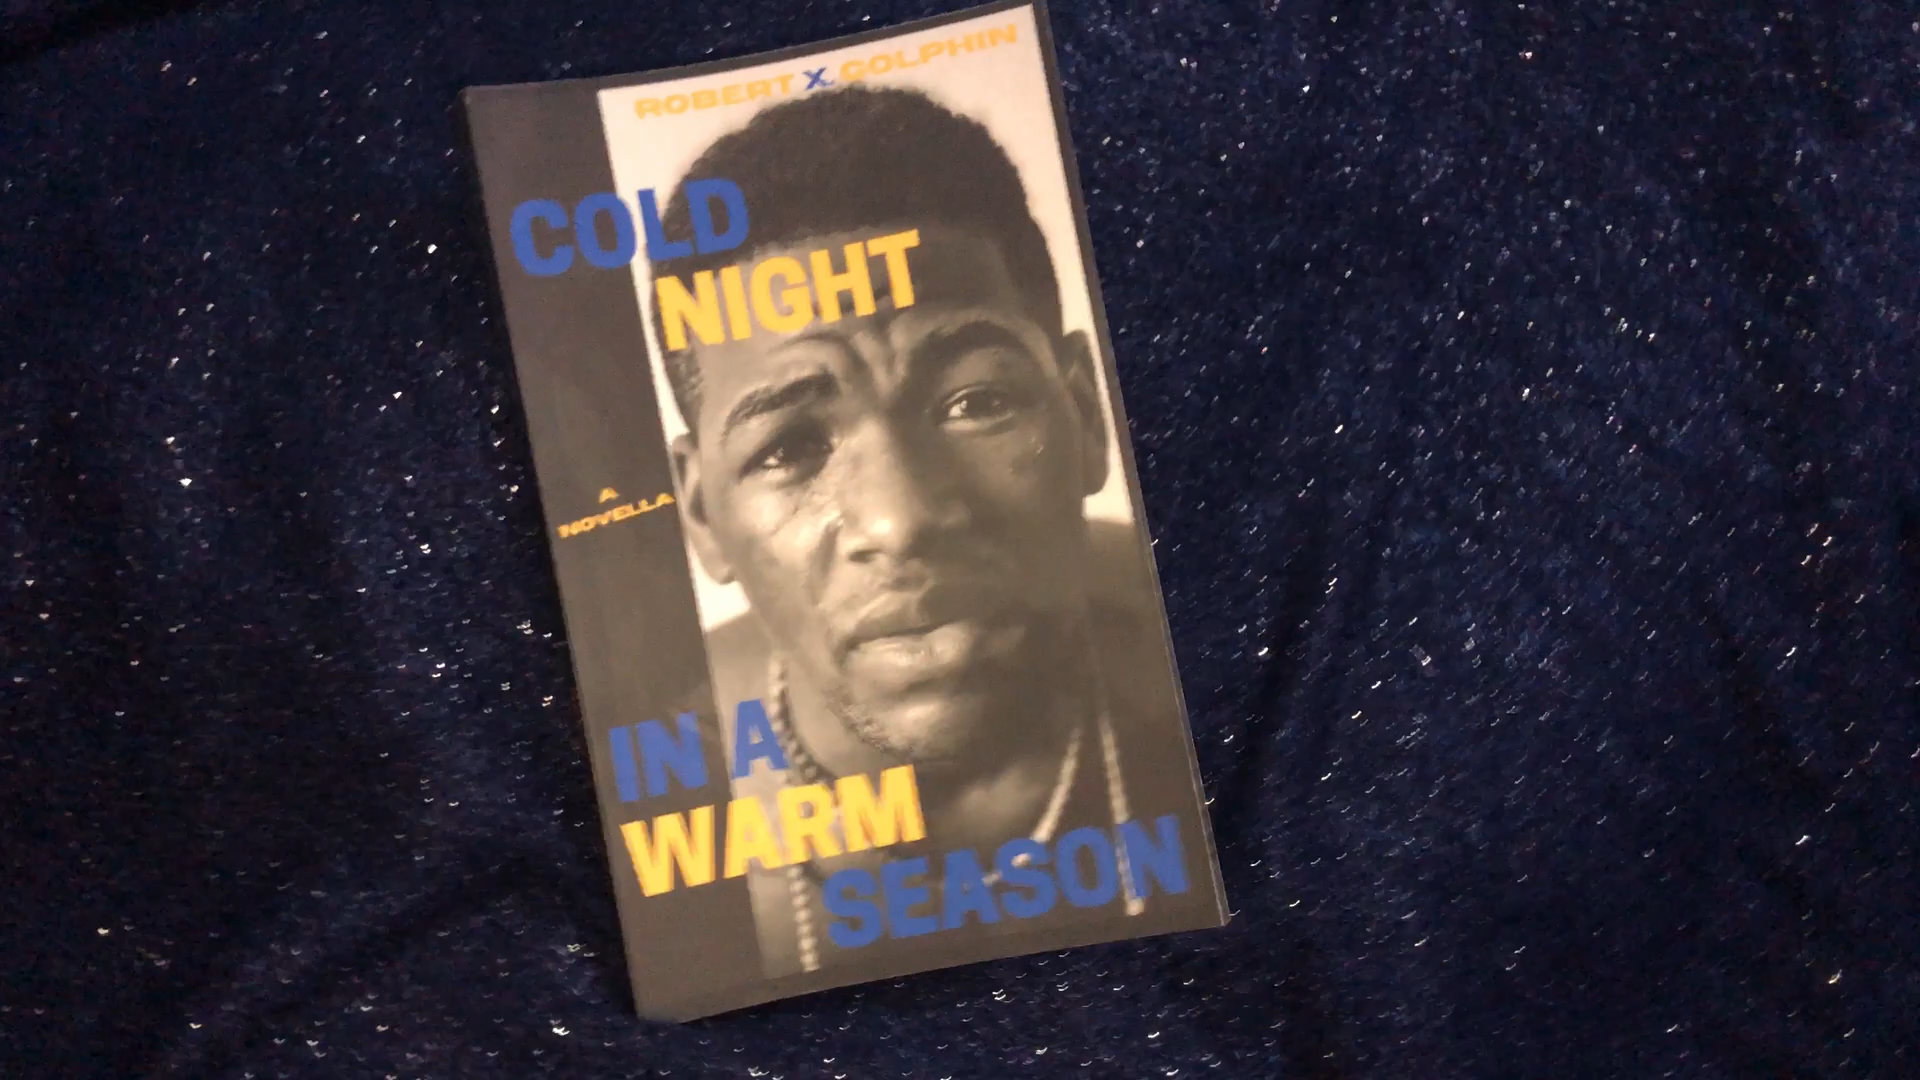 ROBERT X. GOLPHIN
COLD
NIGHT
A
NOVELLA
IN A
WARM
SEASON